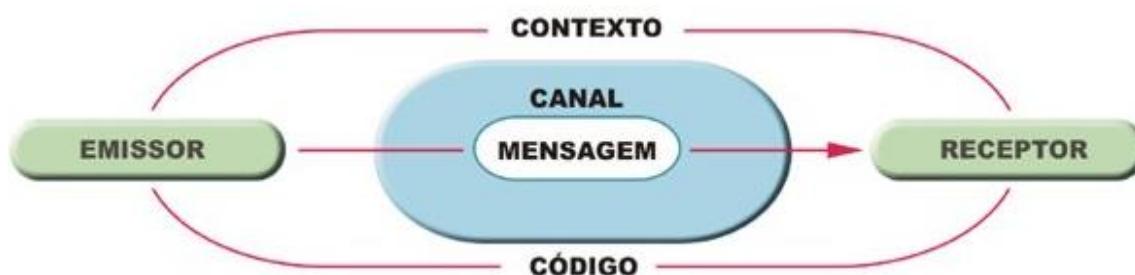 CONTEXTO
CANAL
EMISSOR
MENSAGEM
RECEPTOR
CÓDIGO